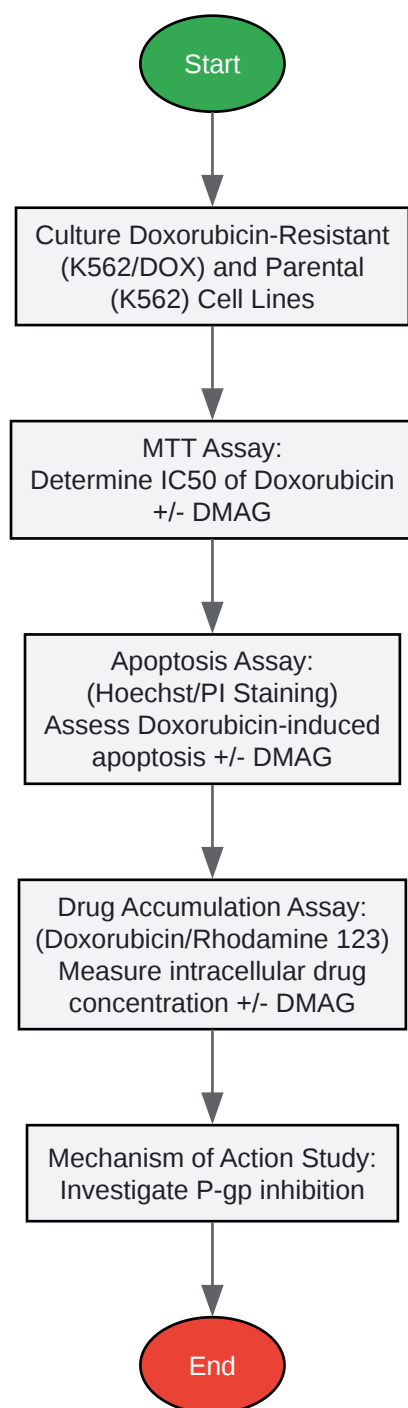 Start
Culture Doxorubicin-Resistant
(K562/DOX) and Parental
(K562) Cell Lines
MTT Assay:
Determine IC50 of Doxorubicin
+/- DMAG
Apoptosis Assay:
(Hoechst/PI Staining)
Assess Doxorubicin-induced
apoptosis +/- DMAG
Drug Accumulation Assay:
(Doxorubicin/Rhodamine 123)
Measure intracellular drug
concentration +/- DMAG
Mechanism of Action Study:
Investigate P-gp inhibition
End